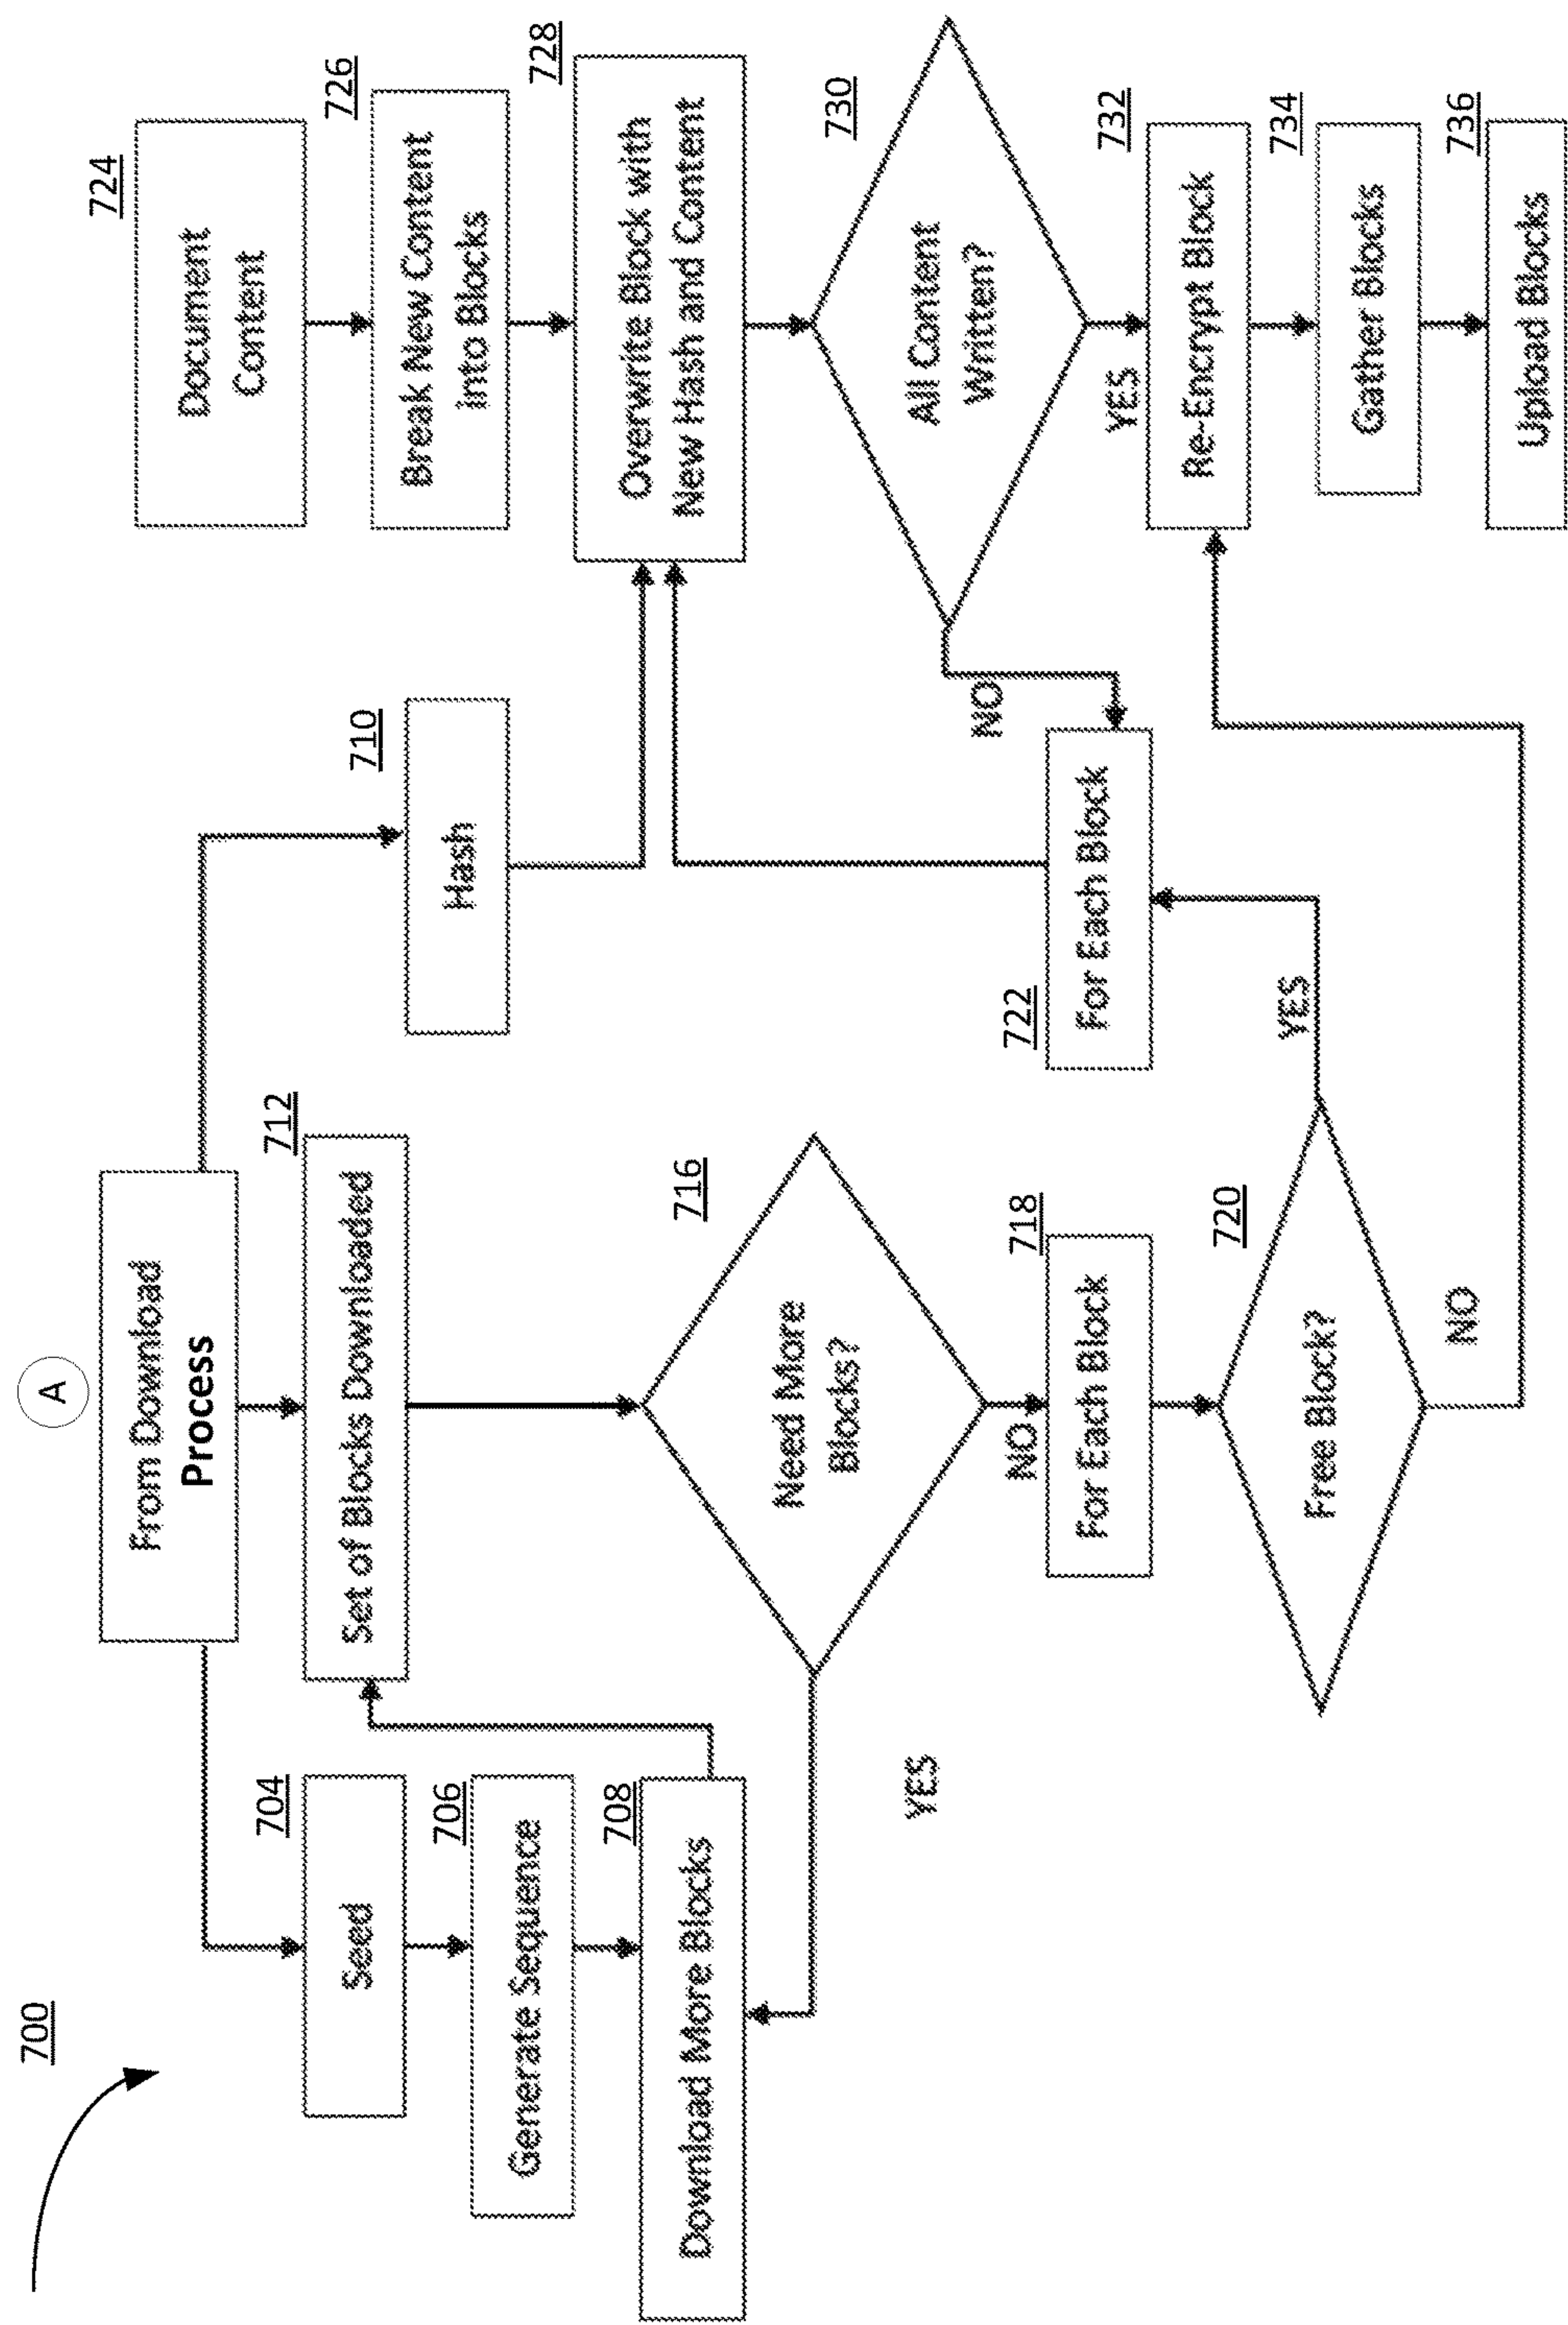 700
A
From Download
Process
704
Seed
706
Generate Sequence
708
Download More Blocks
712
Set of Blocks Downloaded
716
Need More
Blocks?
YES
NO
718
For Each Block
720
Free Block?
YES
NO
710
Hash
722
For Each Block
724
Document
Content
726
Break New Content
into Blocks
728
Overwrite Block with
New Hash and Content
730
All Content
Written?
NO
YES
732
Re-Encrypt Block
734
Gather Blocks
736
Upload Blocks